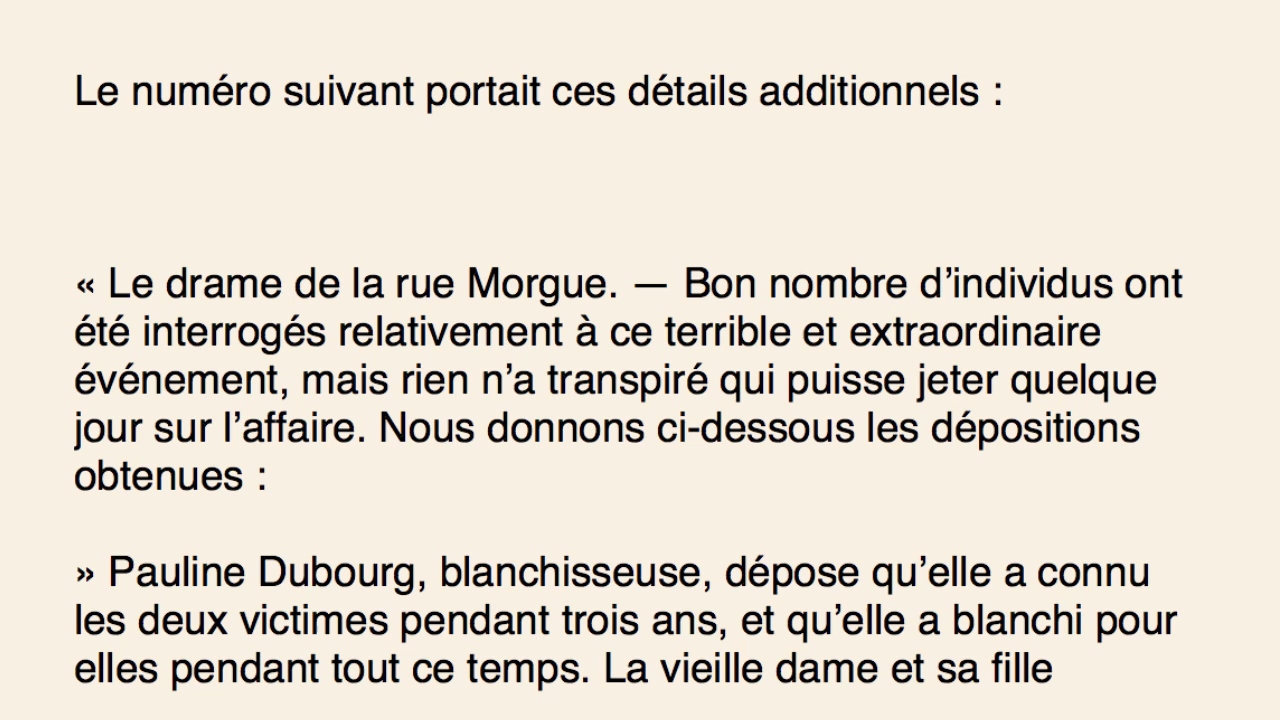 Le numéro suivant portait ces détails additionnels :
« Le drame de la rue Morgue. — Bon nombre d’individus ont
été interrogés relativement à ce terrible et extraordinaire
événement, mais rien n’a transpiré qui puisse jeter quelque
jour sur l’affaire. Nous donnons ci-dessous les dépositions
obtenues :
» Pauline Dubourg, blanchisseuse, dépose qu’elle a connu
les deux victimes pendant trois ans, et qu’elle a blanchi pour
elles pendant tout ce temps. La vieille dame et sa fille